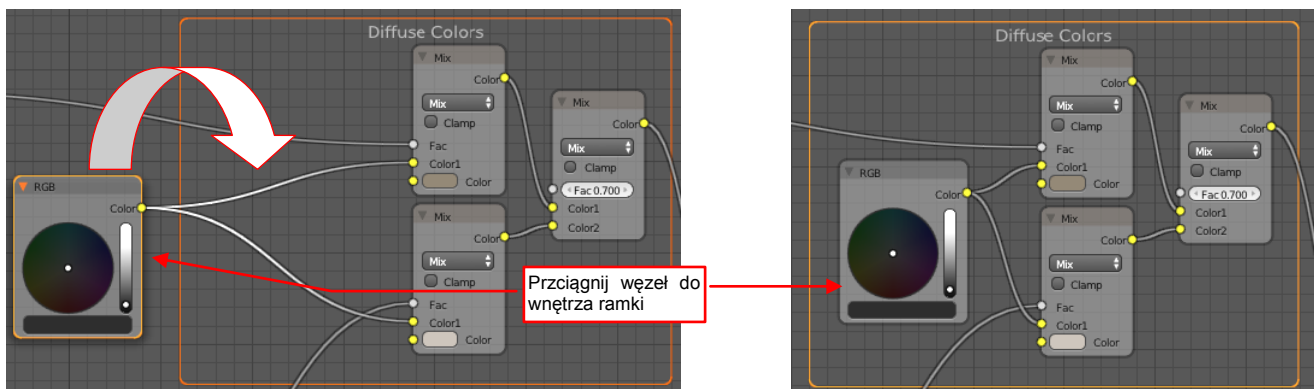 Diffuse Colors
Mix
Color
Mix
Clamp
Fac
Color1
Color
Mix
Color
Mix
Clamp
Fac 0.700
Color1
Color2
RGB
Color
Mix
Color
Mix
Clamp
Fac
Color1
Color
Przciągnij węzeł do
wnętrza ramki
Diffuse Colors
Mix
Color
Mix
Clamp
Fac
Color1
Color
Mix
Color
Mix
Clamp
Fac 0.700
Color1
Color2
RGB
Color
Mix
Color
Mix
Clamp
Fac
Color1
Color